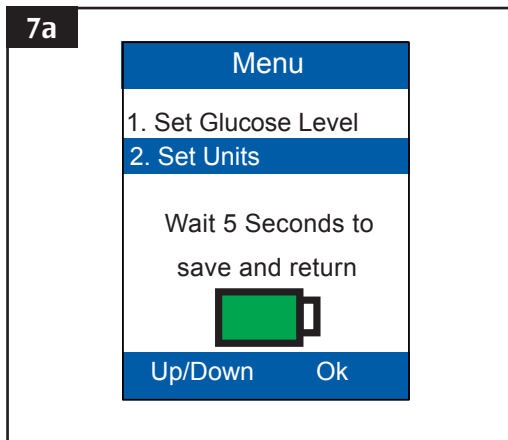 7a
Menu
1. Set Glucose Level
2. Set Units
Wait 5 Seconds to
save and return
Up/Down Ok